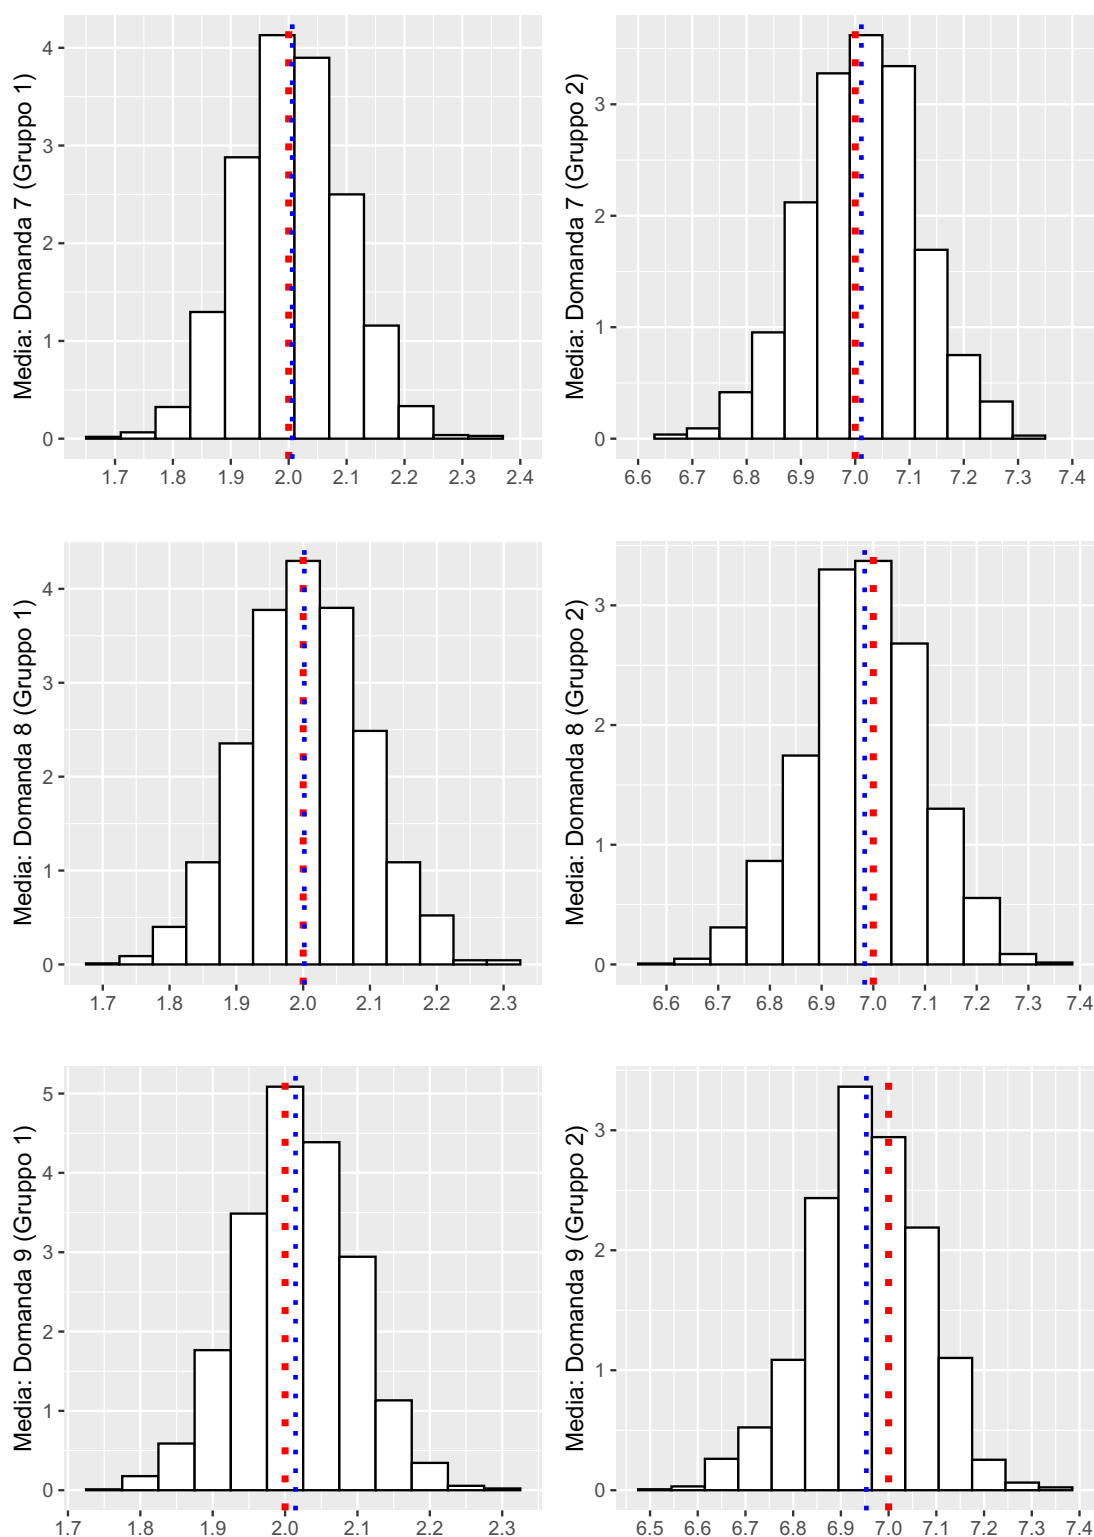 Media: Domanda 7 (Gruppo 1)
4
3
2
1
0
1.7 1.8 1.9 2.0 2.1 2.2 2.3 2.4
Media: Domanda 7 (Gruppo 2)
3
2
1
0
6.6 6.7 6.8 6.9 7.0 7.1 7.2 7.3 7.4
Media: Domanda 8 (Gruppo 1)
4
3
2
1
0
1.7 1.8 1.9 2.0 2.1 2.2 2.3
Media: Domanda 8 (Gruppo 2)
3
2
1
0
6.6 6.7 6.8 6.9 7.0 7.1 7.2 7.3 7.4
Media: Domanda 9 (Gruppo 1)
5
4
3
2
1
0
1.7 1.8 1.9 2.0 2.1 2.2 2.3
Media: Domanda 9 (Gruppo 2)
3
2
1
0
6.5 6.6 6.7 6.8 6.9 7.0 7.1 7.2 7.3 7.4